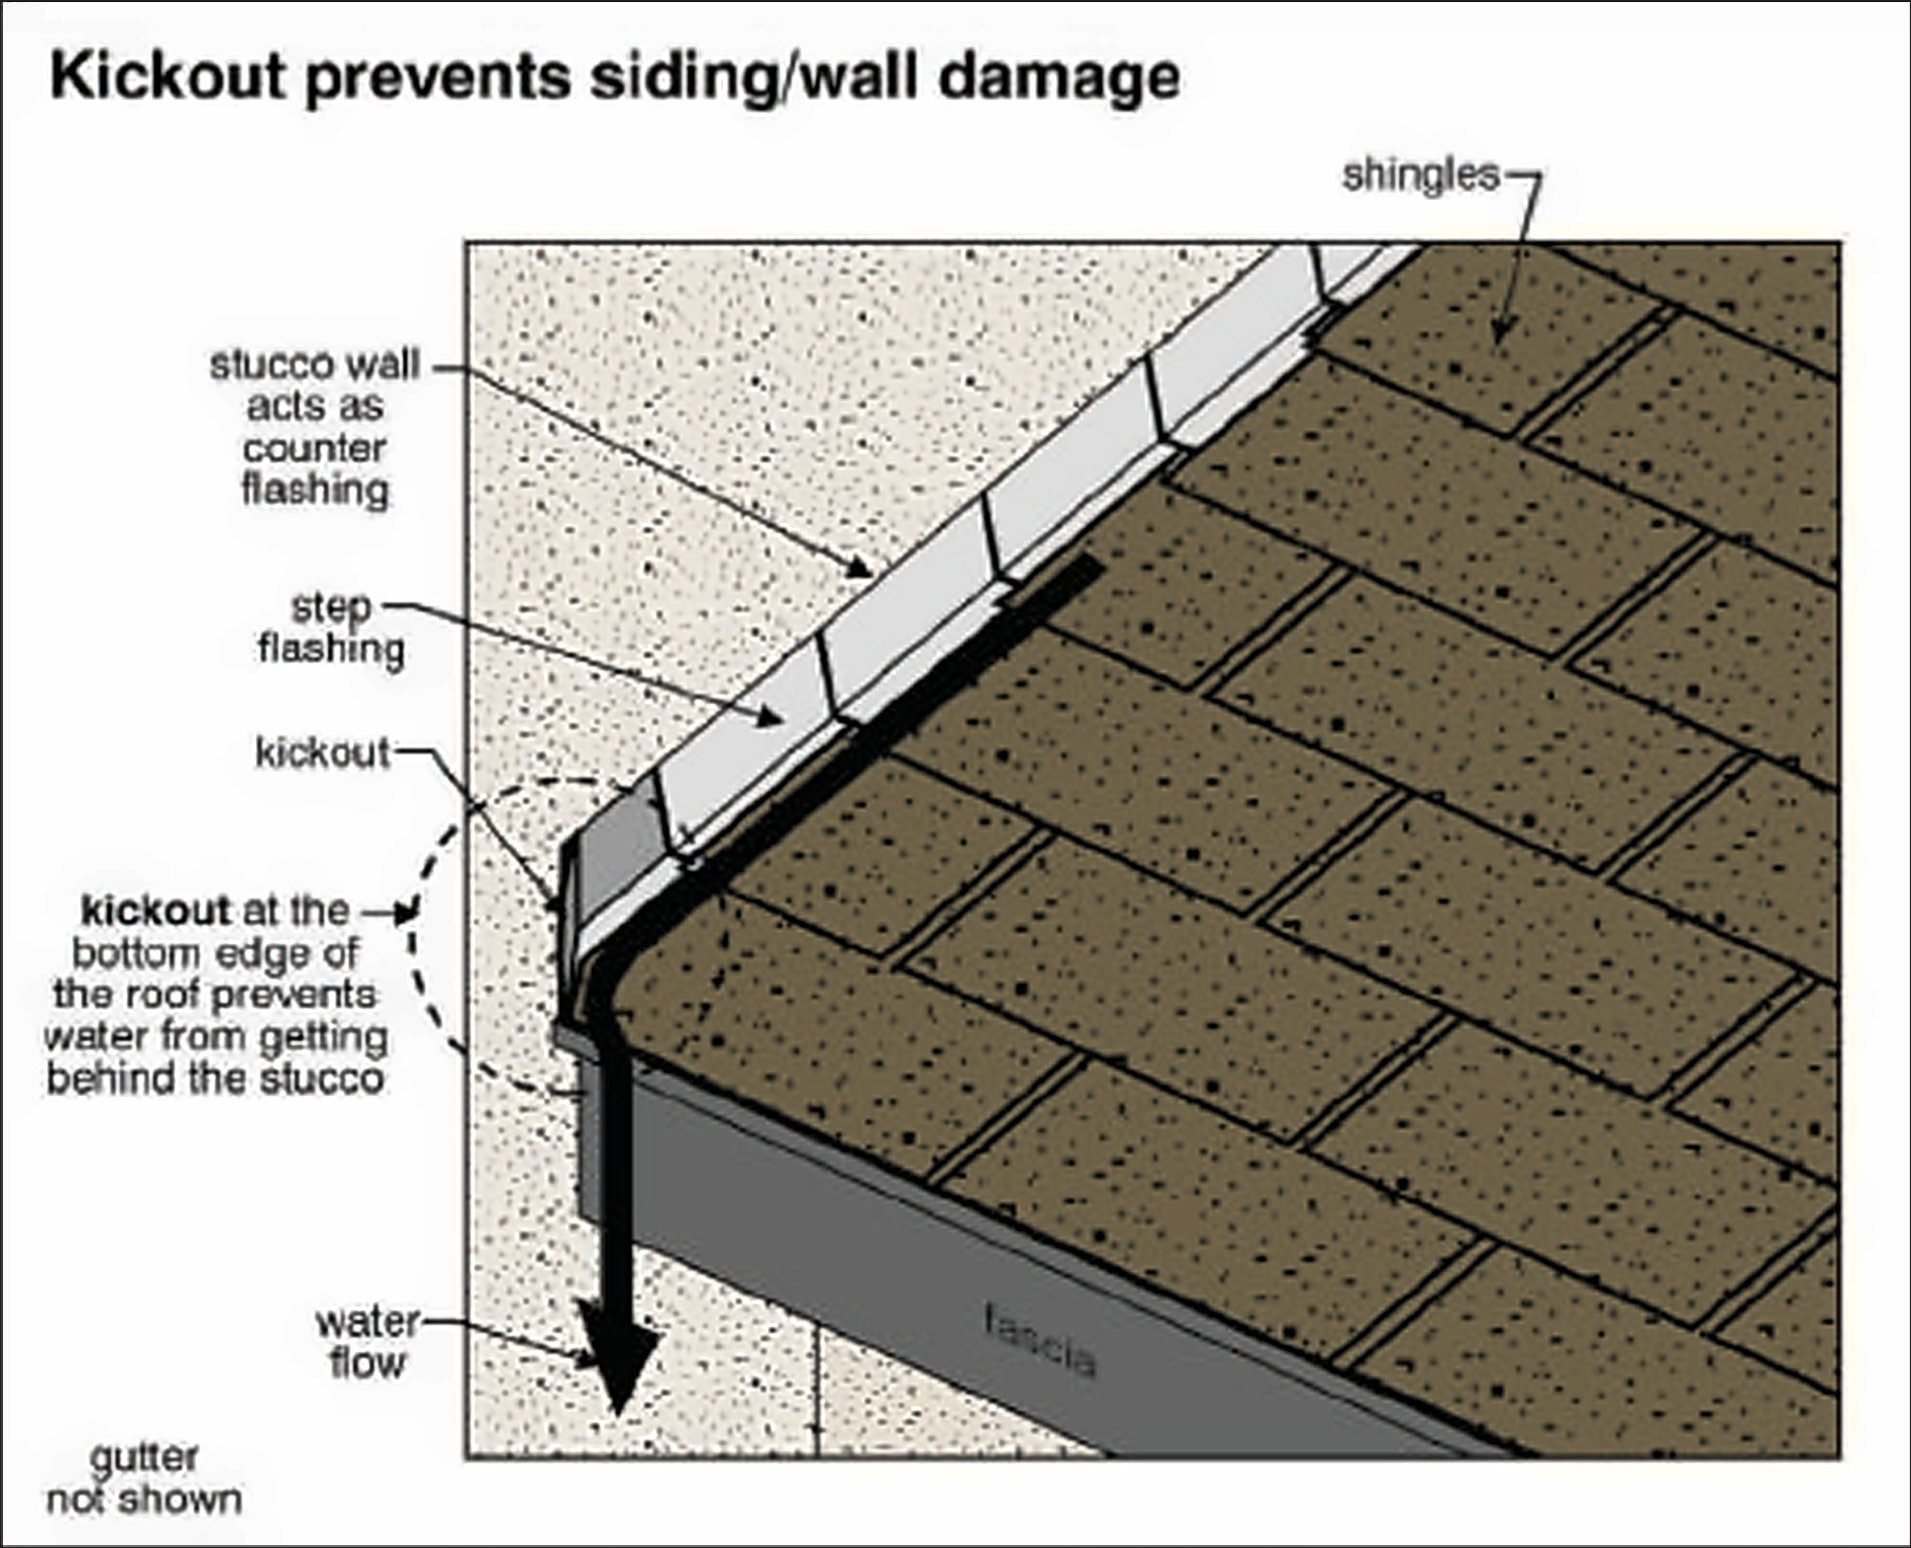 Kickout prevents siding/wall damage
shingles
stucco wall
acts as
counter
flashing
step
flashing
kickout
kickout at the
bottom edge of
the roof prevents
water from getting
behind the stucco
water
flow
fascia
gutter
not shown